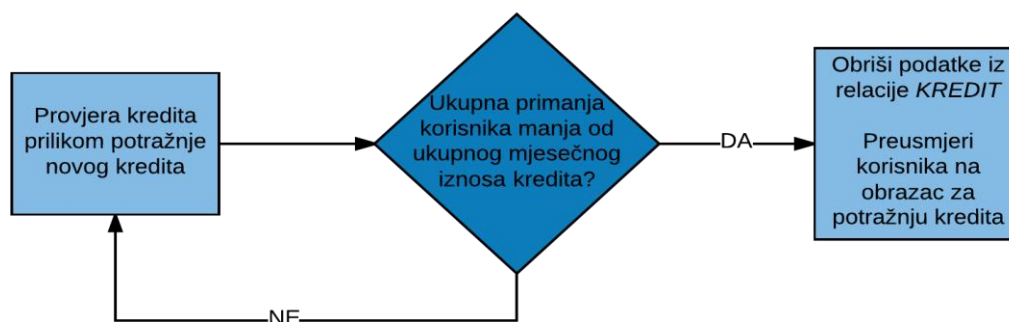 Provjera kredita
prilikom potražnje
novog kredita
Ukupna primanja
korisnika manja od
ukupnog mjesečnog
iznosa kredita?
DA
Obriši podatke iz
relacije KREDIT
Preusmjeri
korisnika na
obrazac za
potražnju kredita
NE